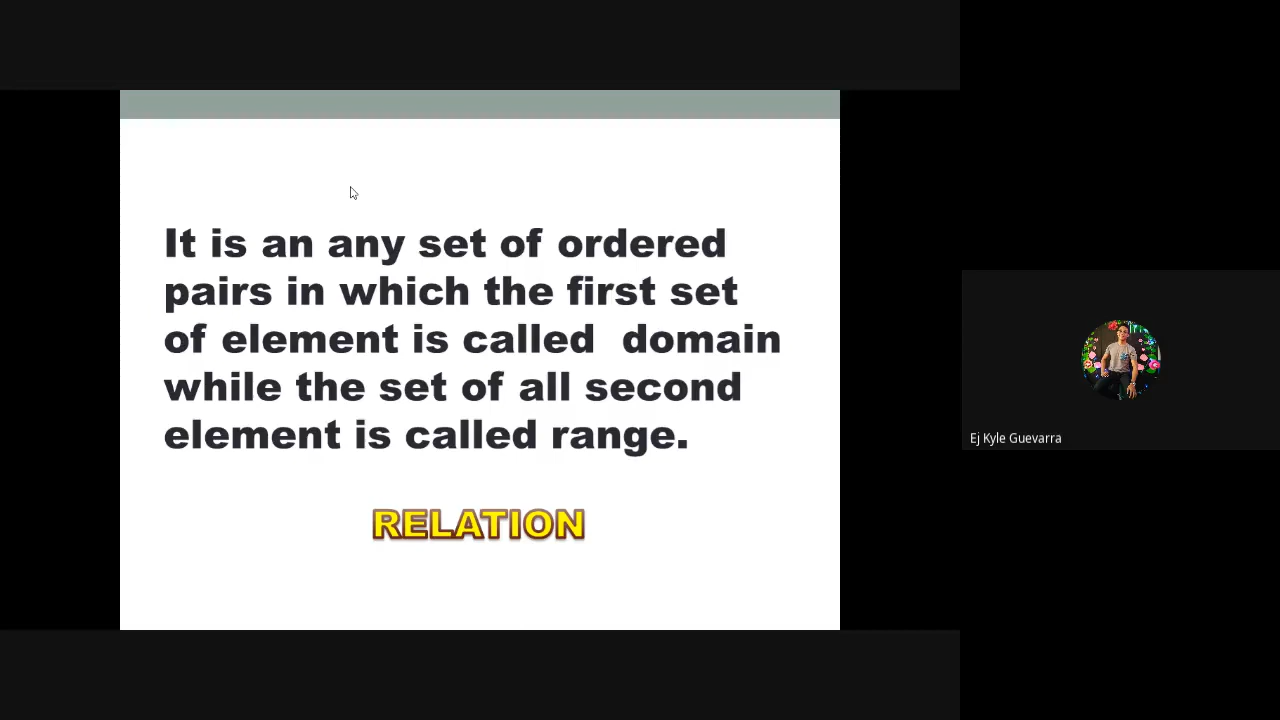 It is an any set of ordered
pairs in which the first set
of element is called domain
while the set of all second
element is called range.
RELATION
Ej Kyle Guevarra